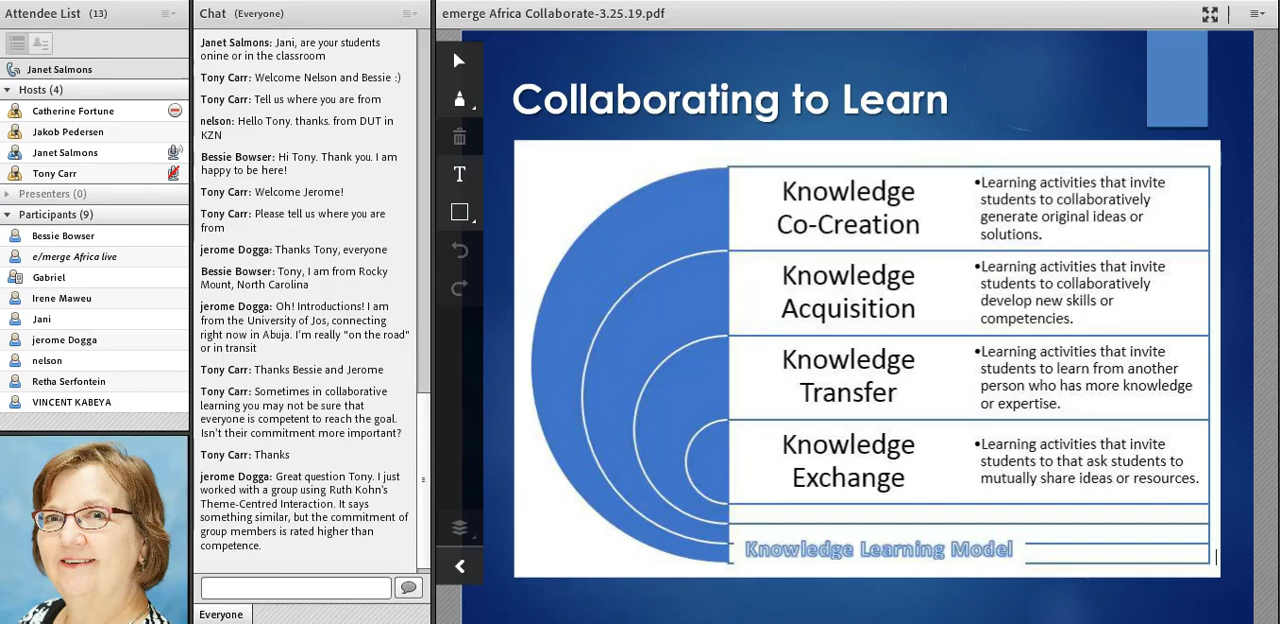 Attendee List (13)
Janet Salmons
Hosts (4)
Catherine Fortune
Jakob Pedersen
Janet Salmons
Tony Carr
Presenters (0)
Participants (9)
Bessie Bowser
e/merge Africa live
Gabriel
Irene Maweu
Jani
jerome Dogga
nelson
Retha Serfontein
VINCENT KABEYA
Chat (Everyone)
Janet Salmons: Jani, are your students
onine or in the classroom
Tony Carr: Welcome Nelson and Bessie :)
Tony Carr: Tell us where you are from
nelson: Hello Tony. thanks. from DUT in
KZN
Bessie Bowser: Hi Tony. Thank you. I am
happy to be here!
Tony Carr: Welcome Jerome!
Tony Carr: Please tell us where you are
from
jerome Dogga: Thanks Tony, everyone
Bessie Bowser: Tony, I am from Rocky
Mount, North Carolina
jerome Dogga: Oh! Introductions! I am
from the University of Jos, connecting
right now in Abuja. I'm really "on the road"
or in transit
Tony Carr: Thanks Bessie and Jerome
Tony Carr: Sometimes in collaborative
learning you may not be sure that
everyone is competent to reach the goal.
Isn't their commitment more important?
Tony Carr: Thanks
jerome Dogga: Great question Tony. I just
worked with a group using Ruth Kohn's
Theme-Centred Interaction. It says
something similar, but the commitment of
group members is rated higher than
competence.
Everyone
emerge Africa Collaborate-3.25.19.pdf
T
Collaborating to Learn
Knowledge
Co-Creation
•Learning activities that invite
students to collaboratively
generate original ideas or
solutions.
Knowledge
Acquisition
•Learning activities that invite
students to collaboratively
develop new skills or
competencies.
Knowledge
Transfer
•Learning activities that invite
students to learn from another
person who has more knowledge
or expertise.
Knowledge
Exchange
•Learning activities that invite
students to that ask students to
mutually share ideas or resources.
Knowledge Learning Model